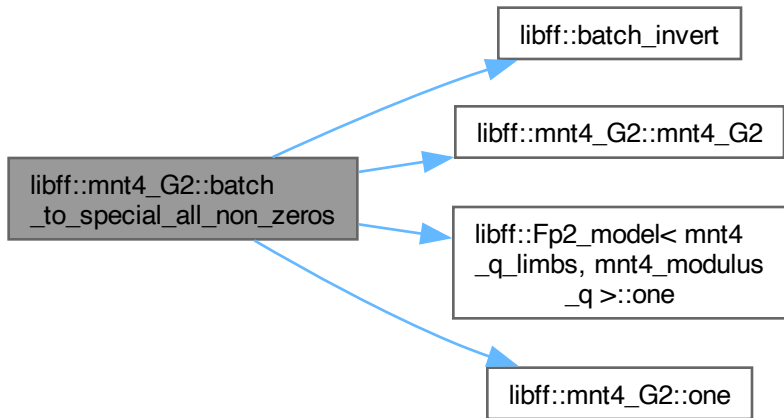 libff::batch_invert
libff::mnt4_G2::mnt4_G2
libff::mnt4_G2::batch
_to_special_all_non_zeros
libff::Fp2_model< mnt4
_q_limbs, mnt4_modulus
_q >::one
libff::mnt4_G2::one